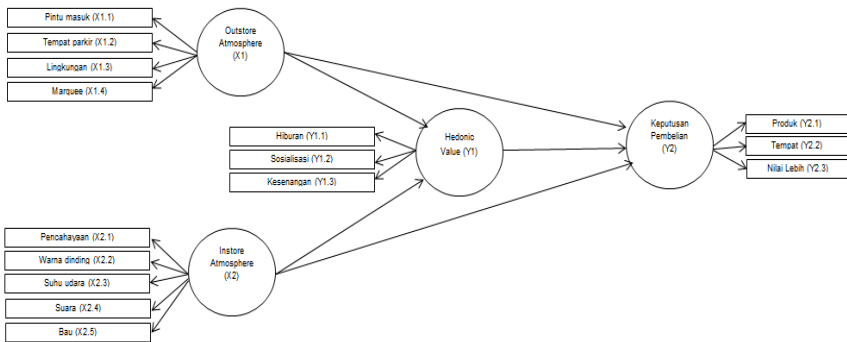 Pintu masuk (X1.1)
Tempat parkir (X1.2)
Lingkungan (X1.3)
Marquee (X1.4)
Outstore
Atmosphere
(X1)
Hiburan (Y1.1)
Sosialisasi (Y1.2)
Kesenangan (Y1.3)
Hedonic
Value (Y1)
Keputusan
Pembelian
(Y2)
Produk (Y2.1)
Tempat (Y2.2)
Nilai Lebih (Y2.3)
Pencahayaan (X2.1)
Warna dinding (X2.2)
Suhu udara (X2.3)
Suara (X2.4)
Bau (X2.5)
Instore
Atmosphere
(X2)